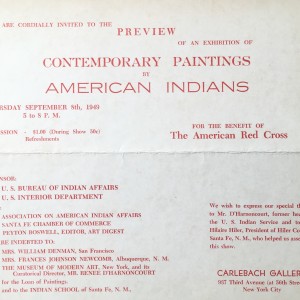 ARE CORDIALLY INVITED TO THE
PREVIEW
OF AN EXHIBITION OF
CONTEMPORARY PAINTINGS
BY
AMERICAN INDIANS
RSDAY SEPTEMBER 8th, 1949
5 to 8 P. M.
SSION - $1.00 (During Show 50c)
Refreshments
FOR THE BENEFIT OF
The American Red Cross
NSOR:
U. S. BUREAU OF INDIAN AFFAIRS
U. S. INTERIOR DEPARTMENT
ASSOCIATION ON AMERICAN INDIAN AFFAIRS
SANTA FE CHAMBER OF COMMERCE
PEYTON BOSWELL, EDITOR, ART DIGEST
ARE INDERTED TO:
MRS. WILLIAM DENMAN, San Francisco
MRS. FRANCES JOHNSON NEWCOMB, Albuquerque, N. M.
THE MUSEUM OF MODERN ART, New York, and its
Curatorial Director, MR. RENEE D'HARNONCOURT
for the Loan of Paintings.
and to the INDIAN SCHOOL of Santa Fe, N. M.,
We wish to express our special th
to Mr. D'Harnoncourt, former hea
the U. S. Indian Service and to
Hilaire Hiler, President of Hiler Co
Santa Fe, N. M., who helped us asse
this show.
CARLEBACH GALLER
937 Third Avenue (at 56th Str
New York City